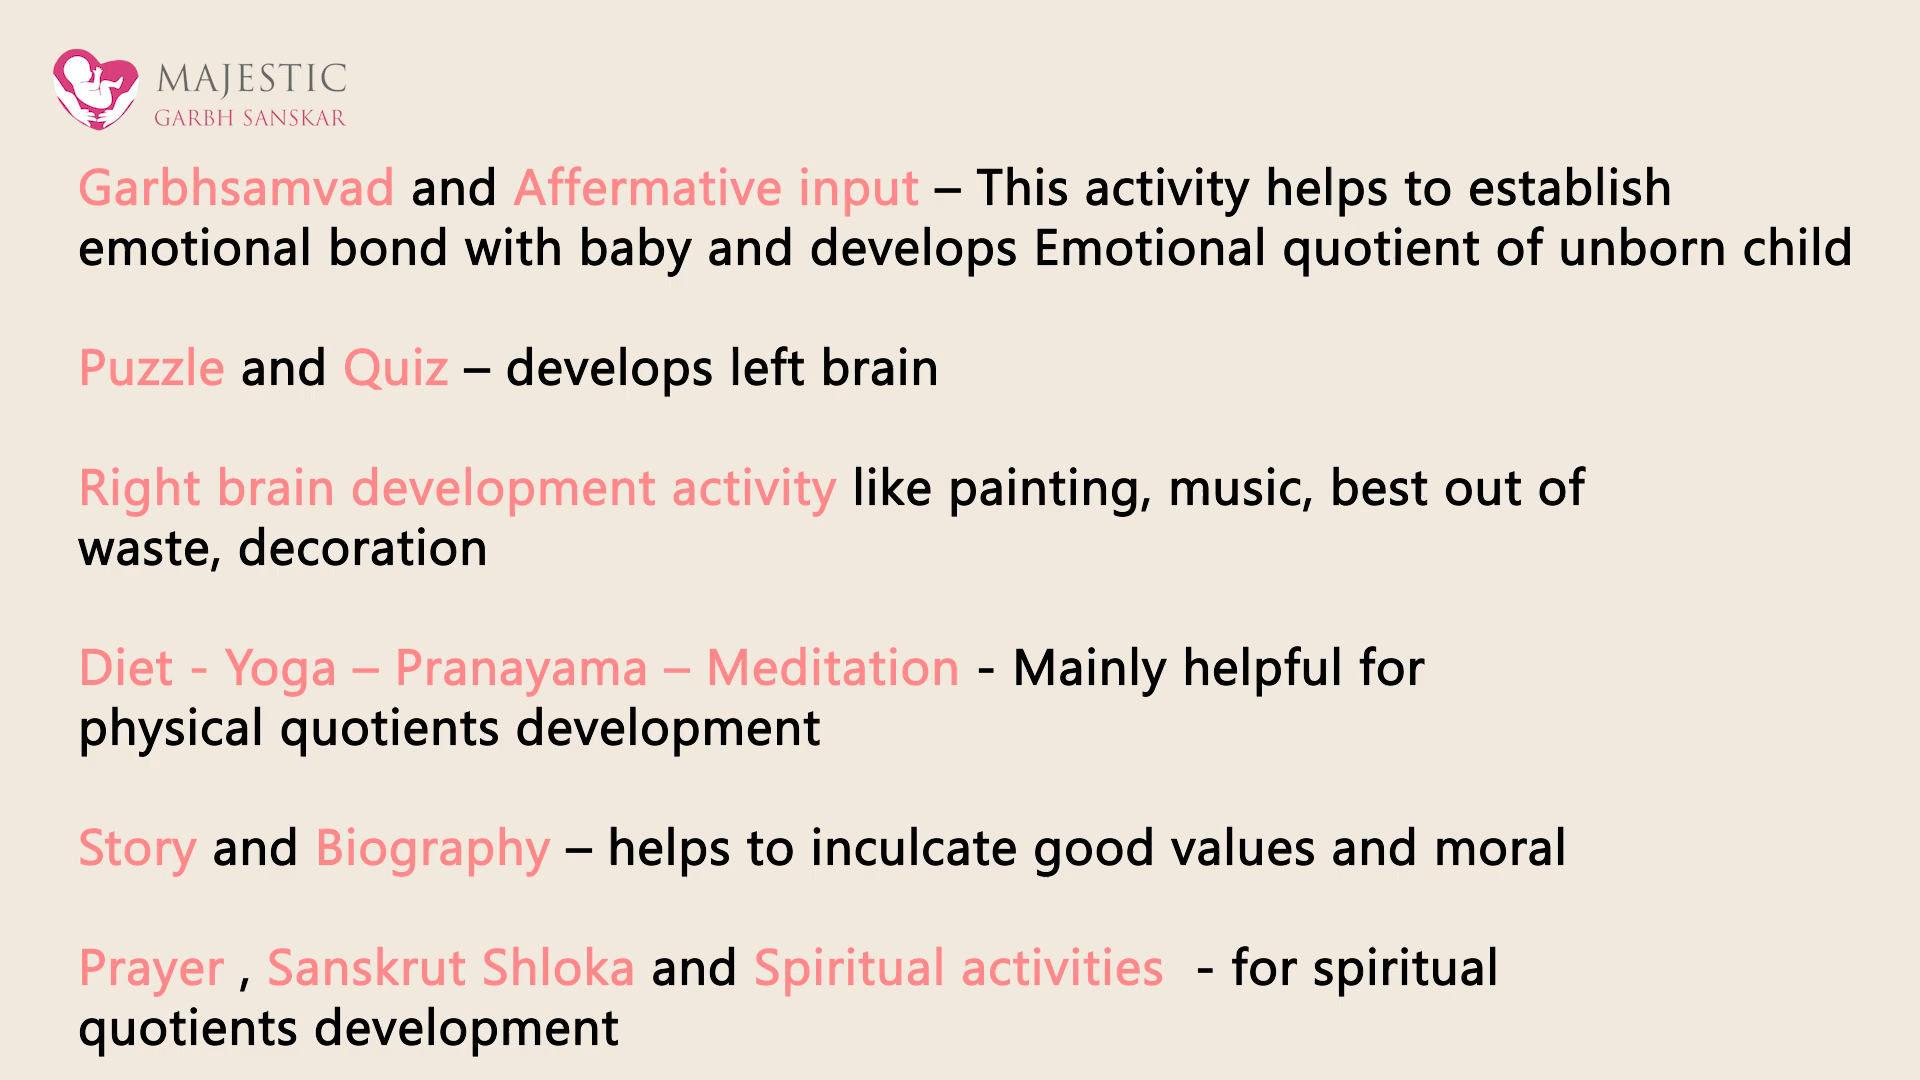 MAJESTIC
GARBH SANSKAR
Garbhsamvad and Affermative input – This activity helps to establish
emotional bond with baby and develops Emotional quotient of unborn child
Puzzle and Quiz – develops left brain
Right brain development activity like painting, music, best out of
waste, decoration
Diet - Yoga – Pranayama – Meditation - Mainly helpful for
physical quotients development
Story and Biography – helps to inculcate good values and moral
Prayer , Sanskrut Shloka and Spiritual activities  - for spiritual
quotients development